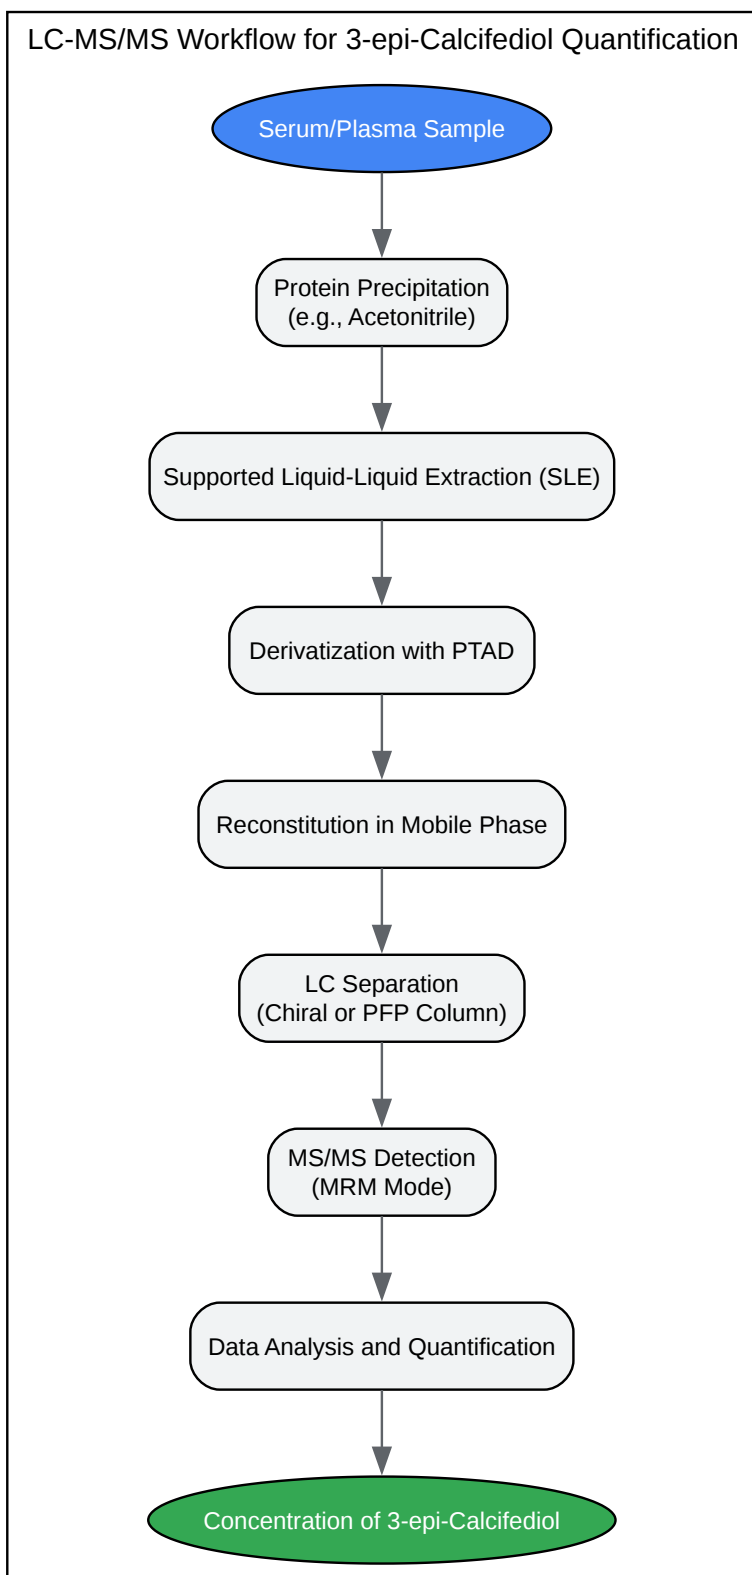 LC-MS/MS Workflow for 3-epi-Calcifediol Quantification
Serum/Plasma Sample
Protein Precipitation
(e.g., Acetonitrile)
Supported Liquid-Liquid Extraction (SLE)
Derivatization with PTAD
Reconstitution in Mobile Phase
LC Separation
(Chiral or PFP Column)
MS/MS Detection
(MRM Mode)
Data Analysis and Quantification
Concentration of 3-epi-Calcifediol